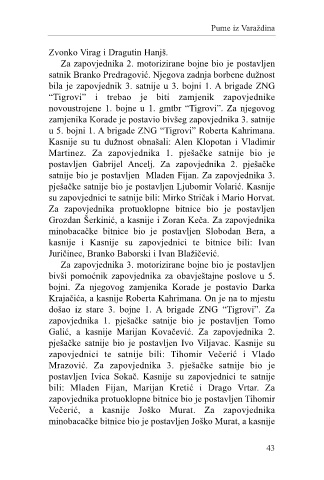 Pume iz Varaždina
Zvonko Virag i Dragutin Hanjš.
Za zapovjednika 2. motorizirane bojne bio je postavljen
satnik Branko Predragović. Njegova zadnja borbene dužnost
bila je zapovjednik 3. satnije u 3. bojni 1. A brigade ZNG
“Tigrovi” i trebao je biti zamjenik zapovjednike
novoustrojene 1. bojne u 1. gmtbr “Tigrovi”. Za njegovog
zamjenika Korade je postavio bivšeg zapovjednika 3. satnije
u 5. bojni 1. A brigade ZNG “Tigrovi” Roberta Kahrimana.
Kasnije su tu dužnost obnašali: Alen Klopotan i Vladimir
Martinez. Za zapovjednika 1. pješačke satnije bio je
postavljen Gabrijel Ancelj. Za zapovjednika 2. pješačke
satnije bio je postavljen Mladen Fijan. Za zapovjednika 3.
pješačke satnije bio je postavljen Ljubomir Volarić. Kasnije
su zapovjednici te satnije bili: Mirko Stričak i Mario Horvat.
Za zapovjednika protuoklopne bitnice bio je postavljen
Grozdan Šerkinić, a kasnije i Zoran Keča. Za zapovjednika
minobacačke bitnice bio je postavljen Slobodan Bera, a
kasnije i Kasnije su zapovjednici te bitnice bili: Ivan
Juričinec, Branko Baborski i Ivan Blažičević.
Za zapovjednika 3. motorizirane bojne bio je postavljen
bivši pomoćnik zapovjednika za obavještajne poslove u 5.
bojni. Za njegovog zamjenika Korade je postavio Darka
Krajačića, a kasnije Roberta Kahrimana. On je na to mjestu
došao iz stare 3. bojne 1. A brigade ZNG “Tigrovi”. Za
zapovjednika 1. pješačke satnije bio je postavljen Tomo
Galić, a kasnije Marijan Kovačević. Za zapovjednika 2.
pješačke satnije bio je postavljen Ivo Viljavac. Kasnije su
zapovjednici te satnije bili: Tihomir Večerić i Vlado
Mrazović. Za zapovjednika 3. pješačke satnije bio je
postavljen Ivica Sokač. Kasnije su zapovjednici te satnije
bili: Mladen Fijan, Marijan Kretić i Drago Vrtar. Za
zapovjednika protoklopne bitnice bio je postavljen Tihomir
Večerić, a kasnije Joško Murat. Za zapovjednika
minobacačke bitnice bio je postavljen Joško Murat, a kasnije
43